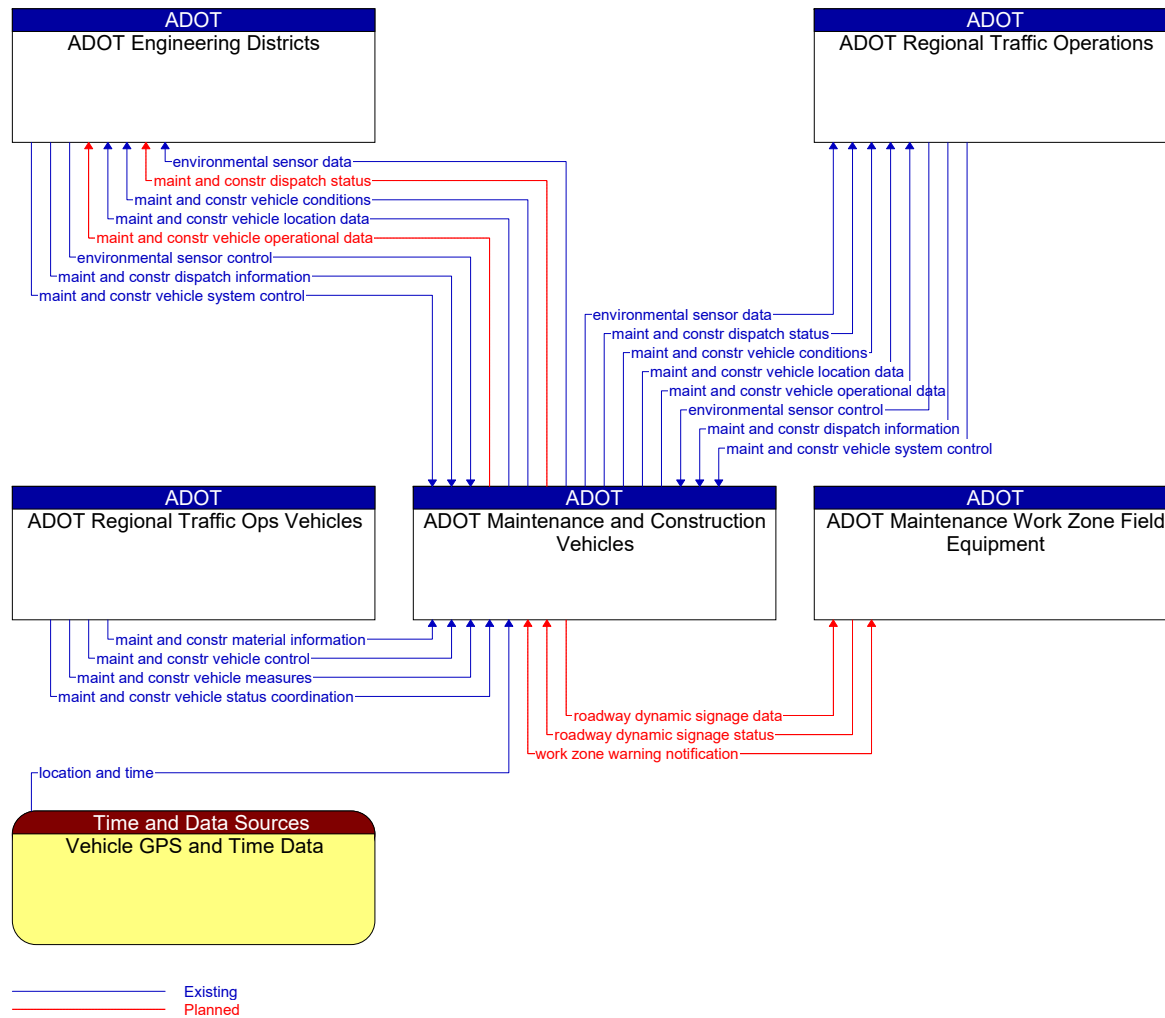 ADOT
ADOT Engineering Districts
ADOT
ADOT Regional Traffic Operations
environmental sensor data
maint and constr dispatch status
maint and constr vehicle conditions
maint and constr vehicle location data
maint and constr vehicle operational data
environmental sensor control
maint and constr dispatch information
maint and constr vehicle system control
environmental sensor data
maint and constr dispatch status
maint and constr vehicle conditions
maint and constr vehicle location data
maint and constr vehicle operational data
environmental sensor control
maint and constr dispatch information
maint and constr vehicle system control
ADOT
ADOT Regional Traffic Ops Vehicles
ADOT
ADOT Maintenance and Construction
Vehicles
ADOT
ADOT Maintenance Work Zone Field
Equipment
maint and constr material information
maint and constr vehicle control
maint and constr vehicle measures
maint and constr vehicle status coordination
roadway dynamic signage data
roadway dynamic signage status
work zone warning notification
location and time
Time and Data Sources
Vehicle GPS and Time Data
Existing
Planned